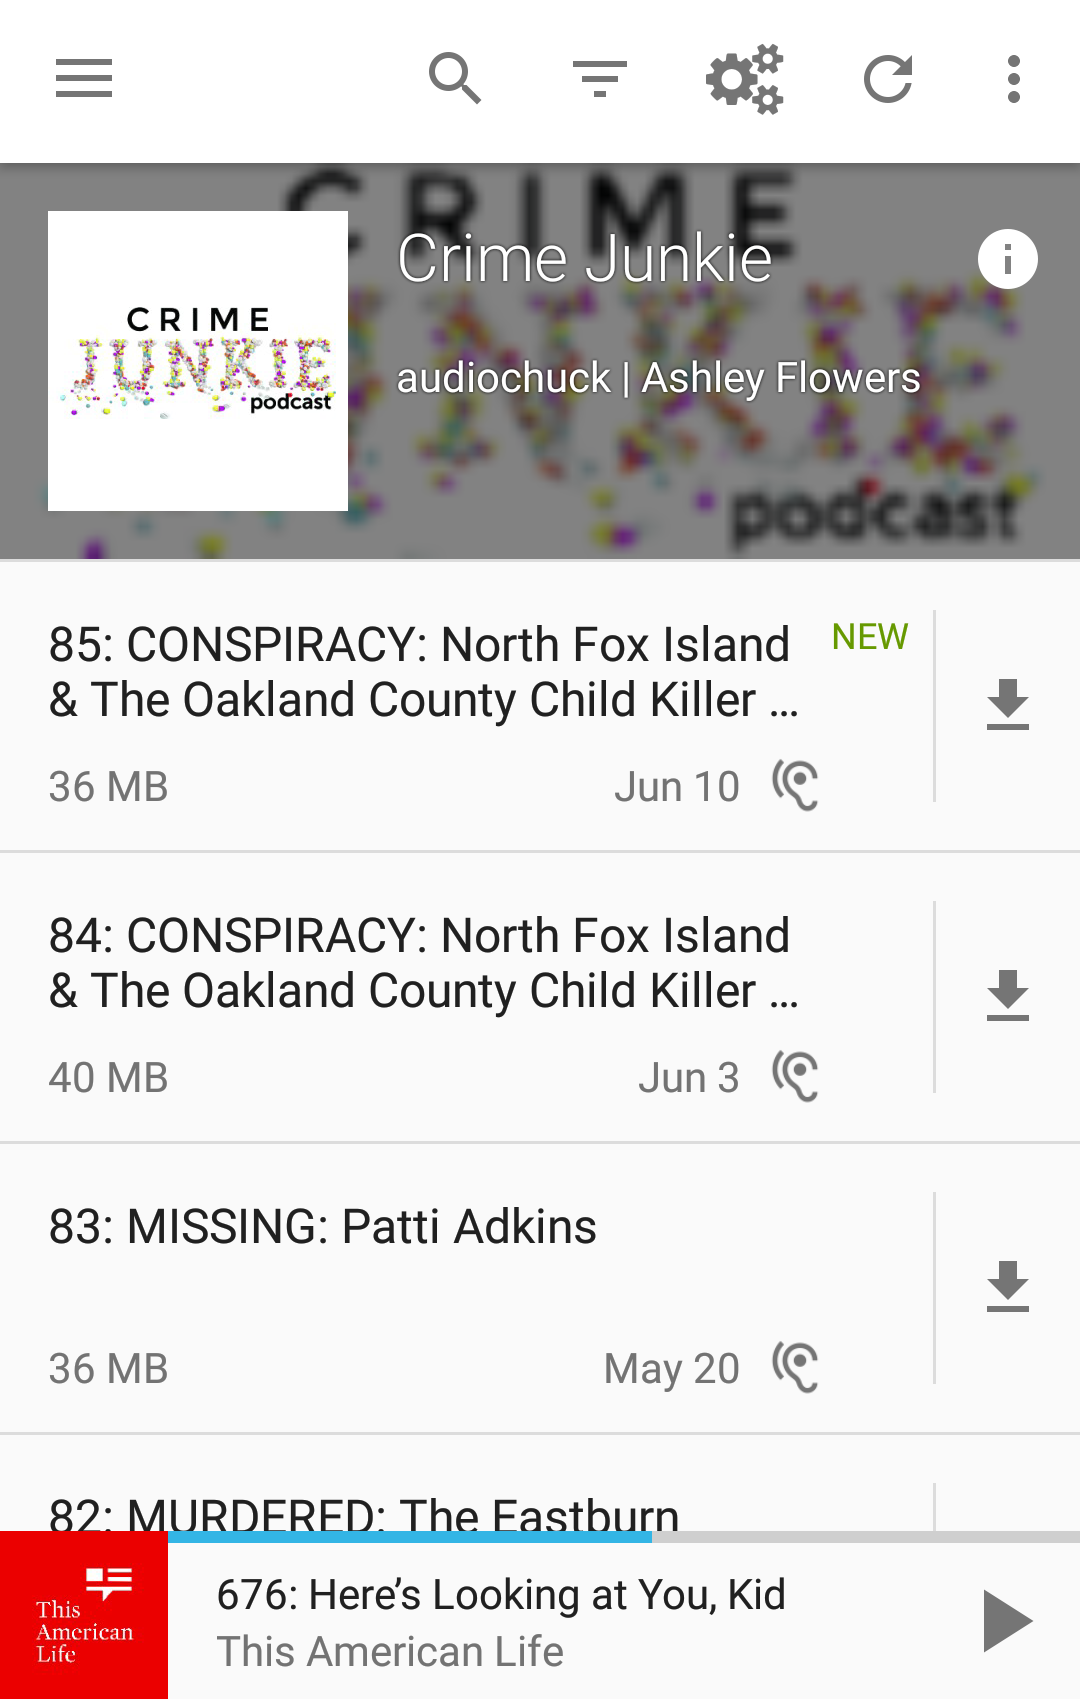 CRIME
JUNKIE
podcast
CRIME
JUNKIE
podcast
Crime Junkie
audiochuck | Ashley Flowers
85: CONSPIRACY: North Fox Island
& The Oakland County Child Killer ...
NEW
36 MB
Jun 10
84: CONSPIRACY: North Fox Island
& The Oakland County Child Killer ...
40 MB
Jun 3
83: MISSING: Patti Adkins
36 MB
May 20
82: MURDERED: The Eastburn
This
American
Life
676: Here’s Looking at You, Kid
This American Life